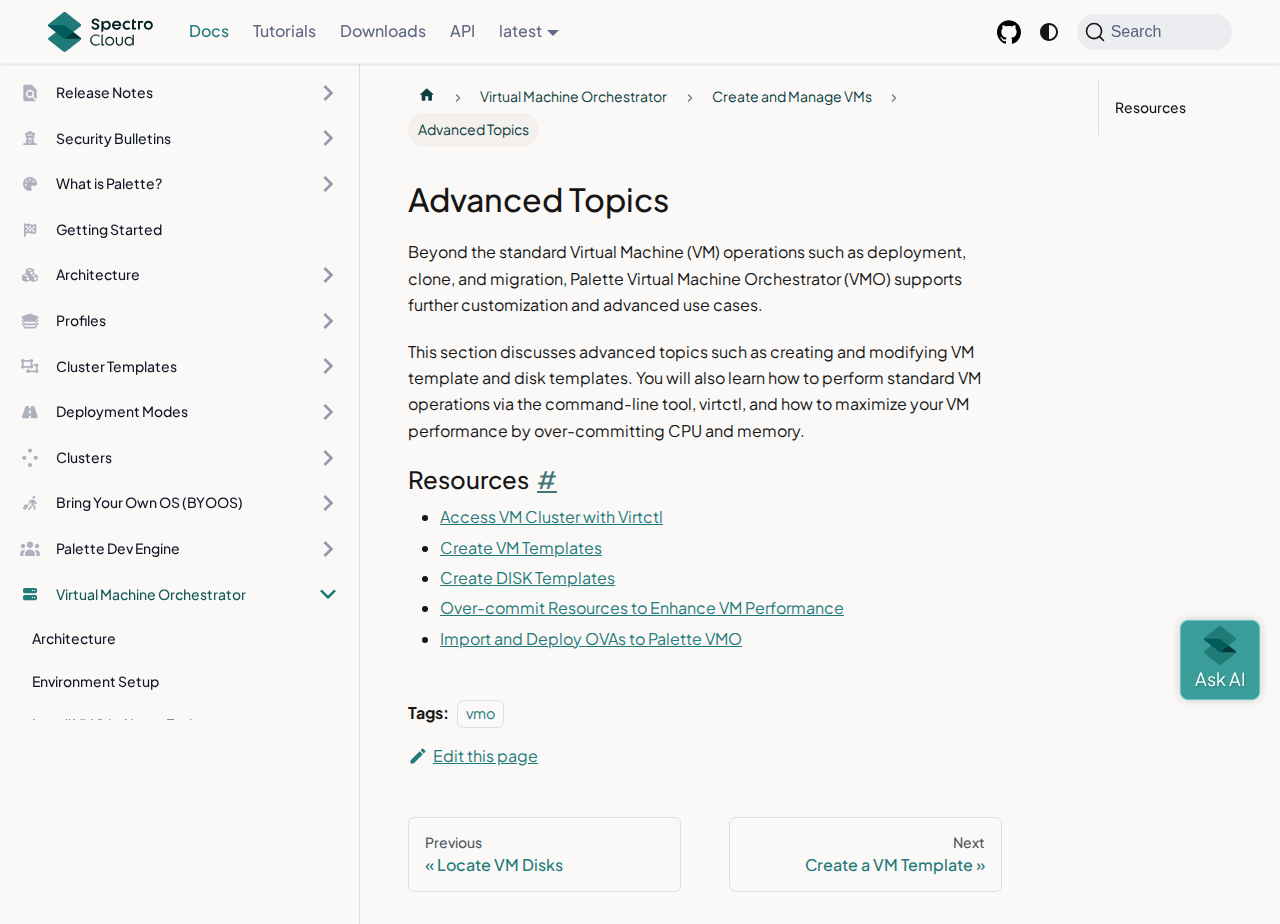 Spectro Cloud
Docs
Tutorials
Downloads
API
latest
Search
Release Notes
Security Bulletins
What is Palette?
Getting Started
Architecture
Profiles
Cluster Templates
Deployment Modes
Clusters
Bring Your Own OS (BYOOS)
Palette Dev Engine
Virtual Machine Orchestrator
Architecture
Environment Setup
Virtual Machine Orchestrator
Create and Manage VMs
Advanced Topics
Advanced Topics
Beyond the standard Virtual Machine (VM) operations such as deployment,
clone, and migration, Palette Virtual Machine Orchestrator (VMO) supports
further customization and advanced use cases.
This section discusses advanced topics such as creating and modifying VM
template and disk templates. You will also learn how to perform standard VM
operations via the command-line tool, virtctl, and how to maximize your VM
performance by over-committing CPU and memory.
Resources #
Access VM Cluster with Virtctl
Create VM Templates
Create DISK Templates
Over-commit Resources to Enhance VM Performance
Import and Deploy OVAs to Palette VMO
Tags: vmo
Edit this page
Previous
« Locate VM Disks
Next
Create a VM Template »
Resources
Ask AI